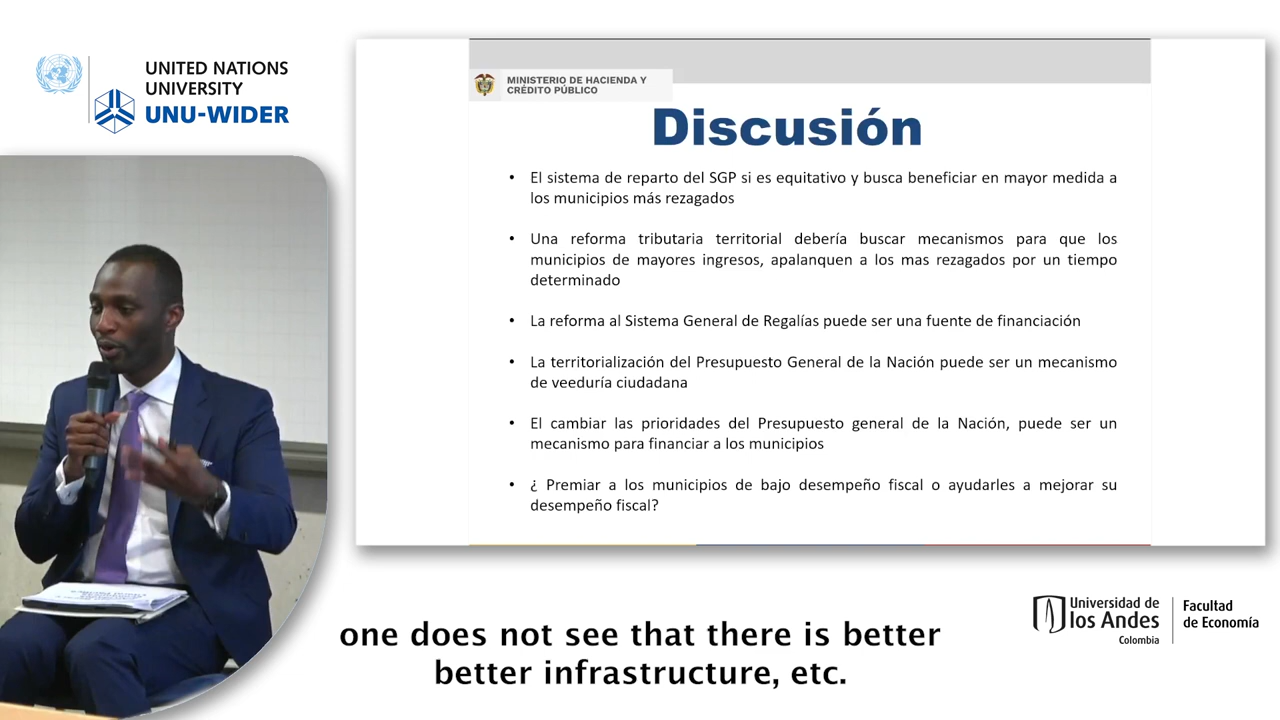 UNITED NATIONS
UNIVERSITY
UNU-WIDER
MINISTERIO DE HACIENDA Y
CRÉDITO PÚBLICO
Discusión
• El sistema de reparto del SGP si es equitativo y busca beneficiar en mayor medida a
los municipios más rezagados
• Una reforma tributaria territorial debería buscar mecanismos para que los
municipios de mayores ingresos, apalanquen a los mas rezagados por un tiempo
determinado
• La reforma al Sistema General de Regalías puede ser una fuente de financiación
• La territorialización del Presupuesto General de la Nación puede ser un mecanismo
de veeduría ciudadana
• El cambiar las prioridades del Presupuesto general de la Nación, puede ser un
mecanismo para financiar a los municipios
• ¿ Premiar a los municipios de bajo desempeño fiscal o ayudarles a mejorar su
desempeño fiscal?
one does not see that there is better
better infrastructure, etc.
Universidad de
los Andes
Colombia
Facultad
de Economía